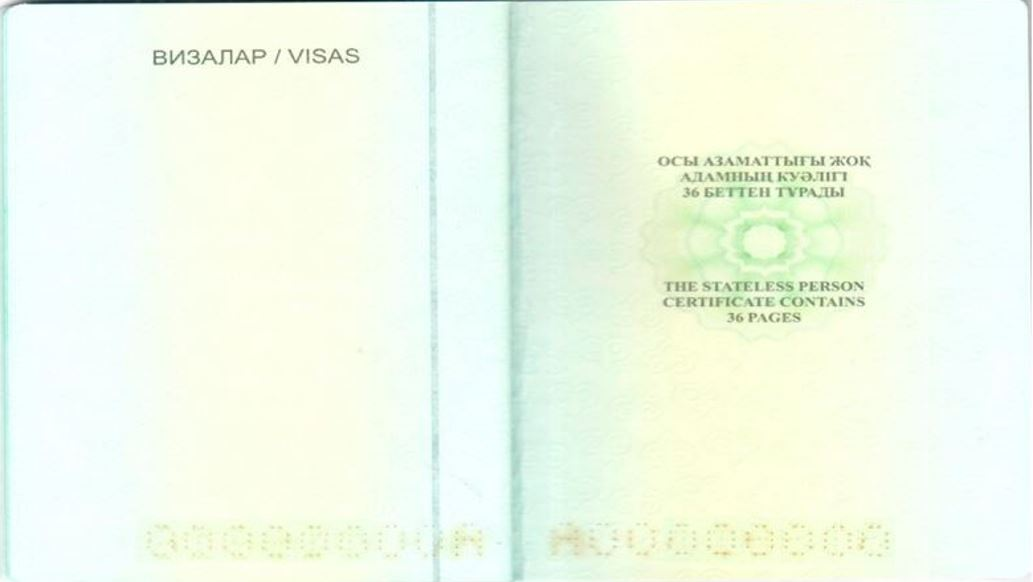 ВИЗАЛАР / VISAS
ОСЫ АЗАМАТТЫҒЫ ЖОҚ
АДАМНЫҢ КУӘЛІГІ
36 БЕТТЕН ТҰРАДЫ
THE STATELESS PERSON
CERTIFICATE CONTAINS
36 PAGES